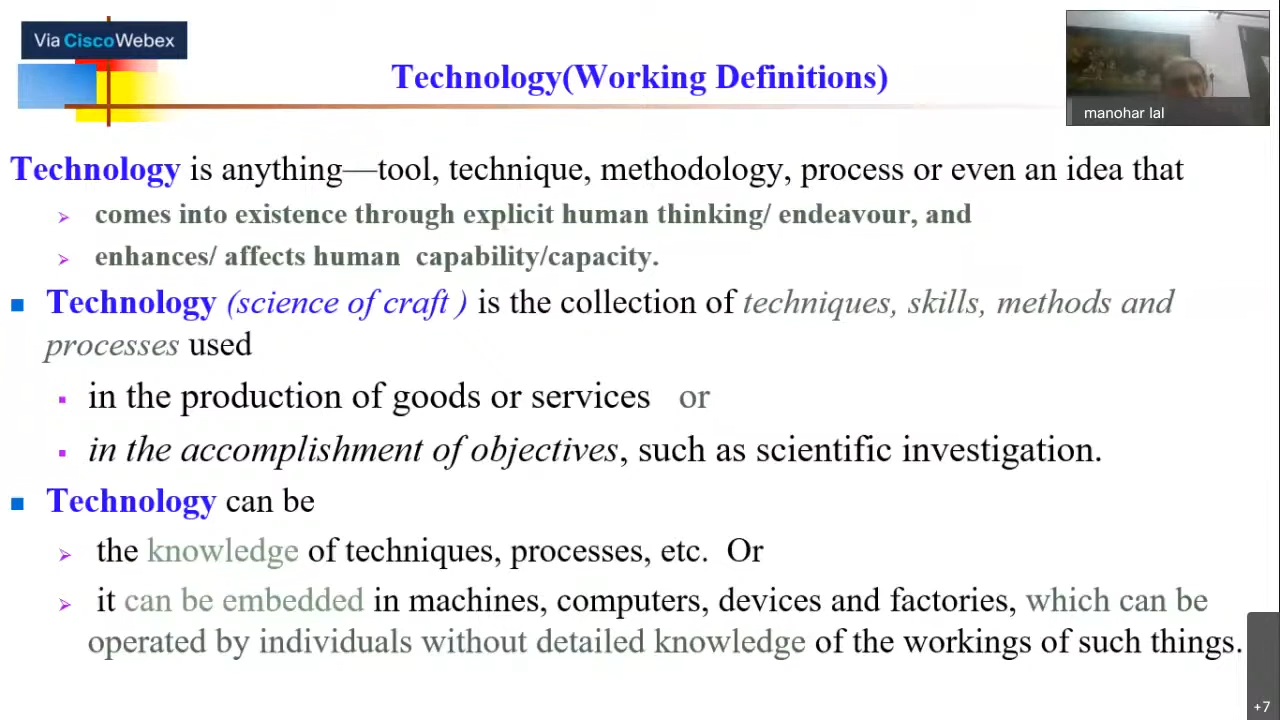 Via Cisco Webex
Technology(Working Definitions)
manohar lal
Technology is anything—tool, technique, methodology, process or even an idea that
comes into existence through explicit human thinking/ endeavour, and
enhances/ affects human capability/capacity.
Technology (science of craft ) is the collection of techniques, skills, methods and
processes used
in the production of goods or services or
in the accomplishment of objectives, such as scientific investigation.
Technology can be
the knowledge of techniques, processes, etc. Or
it can be embedded in machines, computers, devices and factories, which can be
operated by individuals without detailed knowledge of the workings of such things.
+7